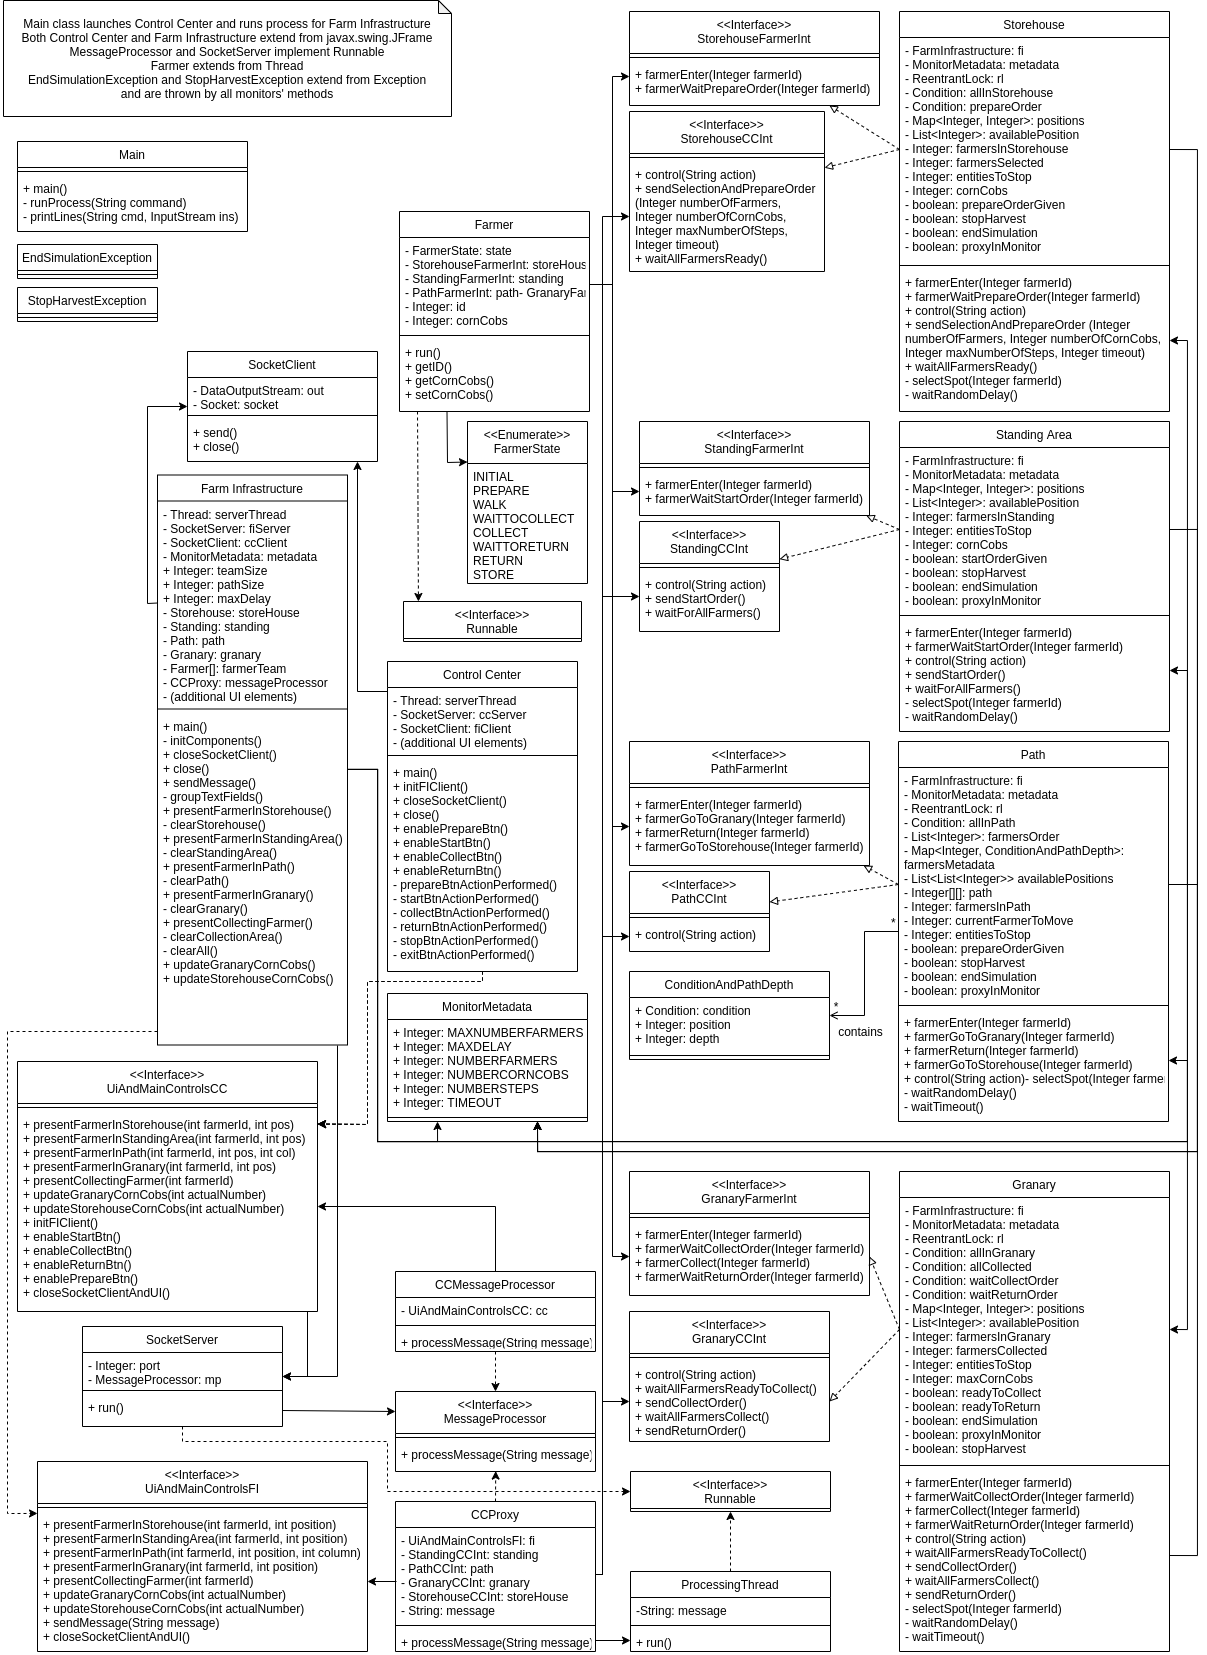 Main class launches Control Center and runs process for Farm Infrastructure
Both Control Center and Farm Infrastructure extend from javax.swing.JFrame
MessageProcessor and SocketServer implement Runnable
Farmer extends from Thread
EndSimulationException and StopHarvestException extend from Exception
and are thrown by all monitors' methods
Main
+ main()
- runProcess(String command)
- printLines(String cmd, InputStream ins)
EndSimulationException
StopHarvestException
SocketClient
- DataOutputStream: out
- Socket: socket
+ send()
+ close()
Farm Infrastructure
- Thread: serverThread
- SocketServer: fiServer
- SocketClient: ccClient
- MonitorMetadata: metadata
+ Integer: teamSize
+ Integer: pathSize
+ Integer: maxDelay
- Storehouse: storeHouse
- Standing: standing
- Path: path
- Granary: granary
- Farmer[]: farmerTeam
- CCProxy: messageProcessor
- (additional UI elements)
+ main()
- initComponents()
+ closeSocketClient()
+ close()
+ sendMessage()
- groupTextFields()
+ presentFarmerInStorehouse()
- clearStorehouse()
+ presentFarmerInStandingArea()
- clearStandingArea()
+ presentFarmerInPath()
- clearPath()
+ presentFarmerInGranary()
- clearGranary()
+ presentCollectingFarmer()
- clearCollectionArea()
- clearAll()
+ updateGranaryCornCobs()
+ updateStorehouseCornCobs()
Farmer
- FarmerState: state
- StorehouseFarmerInt: storeHous
- StandingFarmerInt: standing
- PathFarmerInt: path- GranaryFar
- Integer: id
- Integer: cornCobs
+ run()
+ getID()
+ getCornCobs()
+ setCornCobs()
<<Enumerate>>
FarmerState
INITIAL
PREPARE
WALK
WAITTOCOLLECT
COLLECT
WAITTORETURN
RETURN
STORE
<<Interface>>
Runnable
Control Center
- Thread: serverThread
- SocketServer: ccServer
- SocketClient: fiClient
- (additional UI elements)
+ main()
+ initFIClient()
+ closeSocketClient()
+ close()
+ enablePrepareBtn()
+ enableStartBtn()
+ enableCollectBtn()
+ enableReturnBtn()
- prepareBtnActionPerformed()
- startBtnActionPerformed()
- collectBtnActionPerformed()
- returnBtnActionPerformed()
- stopBtnActionPerformed()
- exitBtnActionPerformed()
MonitorMetadata
+ Integer: MAXNUMBERFARMERS
+ Integer: MAXDELAY
+ Integer: NUMBERFARMERS
+ Integer: NUMBERCORNCOBS
+ Integer: NUMBERSTEPS
+ Integer: TIMEOUT
<<Interface>>
UiAndMainControlsCC
+ presentFarmerInStorehouse(int farmerId, int pos)
+ presentFarmerInStandingArea(int farmerId, int pos)
+ presentFarmerInPath(int farmerId, int pos, int col)
+ presentFarmerInGranary(int farmerId, int pos)
+ presentCollectingFarmer(int farmerId)
+ updateGranaryCornCobs(int actualNumber)
+ updateStorehouseCornCobs(int actualNumber)
+ initFIClient()
+ enableStartBtn()
+ enableCollectBtn()
+ enableReturnBtn()
+ enablePrepareBtn()
+ closeSocketClientAndUI()
SocketServer
- Integer: port
- MessageProcessor: mp
+ run()
<<Interface>>
UiAndMainControlsFI
+ presentFarmerInStorehouse(int farmerId, int position)
+ presentFarmerInStandingArea(int farmerId, int position)
+ presentFarmerInPath(int farmerId, int position, int column)
+ presentFarmerInGranary(int farmerId, int position)
+ presentCollectingFarmer(int farmerId)
+ updateGranaryCornCobs(int actualNumber)
+ updateStorehouseCornCobs(int actualNumber)
+ sendMessage(String message)
+ closeSocketClientAndUI()
CCMessageProcessor
- UiAndMainControlsCC: cc
+ processMessage(String message)
<<Interface>>
MessageProcessor
+ processMessage(String message)
CCProxy
- UiAndMainControlsFI: fi
- StandingCCInt: standing
- PathCCInt: path
- GranaryCCInt: granary
- StorehouseCCInt: storeHouse
- String: message
+ processMessage(String message)
<<Interface>>
StorehouseFarmerInt
+ farmerEnter(Integer farmerId)
+ farmerWaitPrepareOrder(Integer farmerId)
<<Interface>>
StorehouseCCInt
+ control(String action)
+ sendSelectionAndPrepareOrder
(Integer numberOfFarmers,
Integer numberOfCornCobs,
Integer maxNumberOfSteps,
Integer timeout)
+ waitAllFarmersReady()
<<Interface>>
StandingFarmerInt
+ farmerEnter(Integer farmerId)
+ farmerWaitStartOrder(Integer farmerId)
<<Interface>>
StandingCCInt
+ control(String action)
+ sendStartOrder()
+ waitForAllFarmers()
<<Interface>>
PathFarmerInt
+ farmerEnter(Integer farmerId)
+ farmerGoToGranary(Integer farmerId)
+ farmerReturn(Integer farmerId)
+ farmerGoToStorehouse(Integer farmerId)
<<Interface>>
PathCCInt
+ control(String action)
ConditionAndPathDepth
+ Condition: condition
+ Integer: position
+ Integer: depth
*
*
contains
<<Interface>>
GranaryFarmerInt
+ farmerEnter(Integer farmerId)
+ farmerWaitCollectOrder(Integer farmerId)
+ farmerCollect(Integer farmerId)
+ farmerWaitReturnOrder(Integer farmerId)
<<Interface>>
GranaryCCInt
+ control(String action)
+ waitAllFarmersReadyToCollect()
+ sendCollectOrder()
+ waitAllFarmersCollect()
+ sendReturnOrder()
<<Interface>>
Runnable
ProcessingThread
-String: message
+ run()
Storehouse
- FarmInfrastructure: fi
- MonitorMetadata: metadata
- ReentrantLock: rl
- Condition: allInStorehouse
- Condition: prepareOrder
- Map<Integer, Integer>: positions
- List<Integer>: availablePosition
- Integer: farmersInStorehouse
- Integer: farmersSelected
- Integer: entitiesToStop
- Integer: cornCobs
- boolean: prepareOrderGiven
- boolean: stopHarvest
- boolean: endSimulation
- boolean: proxyInMonitor
+ farmerEnter(Integer farmerId)
+ farmerWaitPrepareOrder(Integer farmerId)
+ control(String action)
+ sendSelectionAndPrepareOrder (Integer
numberOfFarmers, Integer numberOfCornCobs,
Integer maxNumberOfSteps, Integer timeout)
+ waitAllFarmersReady()
- selectSpot(Integer farmerId)
- waitRandomDelay()
Standing Area
- FarmInfrastructure: fi
- MonitorMetadata: metadata
- Map<Integer, Integer>: positions
- List<Integer>: availablePosition
- Integer: farmersInStanding
- Integer: entitiesToStop
- Integer: cornCobs
- boolean: startOrderGiven
- boolean: stopHarvest
- boolean: endSimulation
- boolean: proxyInMonitor
+ farmerEnter(Integer farmerId)
+ farmerWaitStartOrder(Integer farmerId)
+ control(String action)
+ sendStartOrder()
+ waitForAllFarmers()
- selectSpot(Integer farmerId)
- waitRandomDelay()
Path
- FarmInfrastructure: fi
- MonitorMetadata: metadata
- ReentrantLock: rl
- Condition: allInPath
- List<Integer>: farmersOrder
- Map<Integer, ConditionAndPathDepth>:
farmersMetadata
- List<List<Integer>> availablePositions
- Integer[][]: path
- Integer: farmersInPath
- Integer: currentFarmerToMove
- Integer: entitiesToStop
- boolean: prepareOrderGiven
- boolean: stopHarvest
- boolean: endSimulation
- boolean: proxyInMonitor
+ farmerEnter(Integer farmerId)
+ farmerGoToGranary(Integer farmerId)
+ farmerReturn(Integer farmerId)
+ farmerGoToStorehouse(Integer farmerId)
+ control(String action)- selectSpot(Integer farme
- waitRandomDelay()
- waitTimeout()
Granary
- FarmInfrastructure: fi
- MonitorMetadata: metadata
- ReentrantLock: rl
- Condition: allInGranary
- Condition: allCollected
- Condition: waitCollectOrder
- Condition: waitReturnOrder
- Map<Integer, Integer>: positions
- List<Integer>: availablePosition
- Integer: farmersInGranary
- Integer: farmersCollected
- Integer: entitiesToStop
- Integer: maxCornCobs
- boolean: readyToCollect
- boolean: readyToReturn
- boolean: endSimulation
- boolean: proxyInMonitor
- boolean: stopHarvest
+ farmerEnter(Integer farmerId)
+ farmerWaitCollectOrder(Integer farmerId)
+ farmerCollect(Integer farmerId)
+ farmerWaitReturnOrder(Integer farmerId)
+ control(String action)
+ waitAllFarmersReadyToCollect()
+ sendCollectOrder()
+ waitAllFarmersCollect()
+ sendReturnOrder()
- selectSpot(Integer farmerId)
- waitRandomDelay()
- waitTimeout()